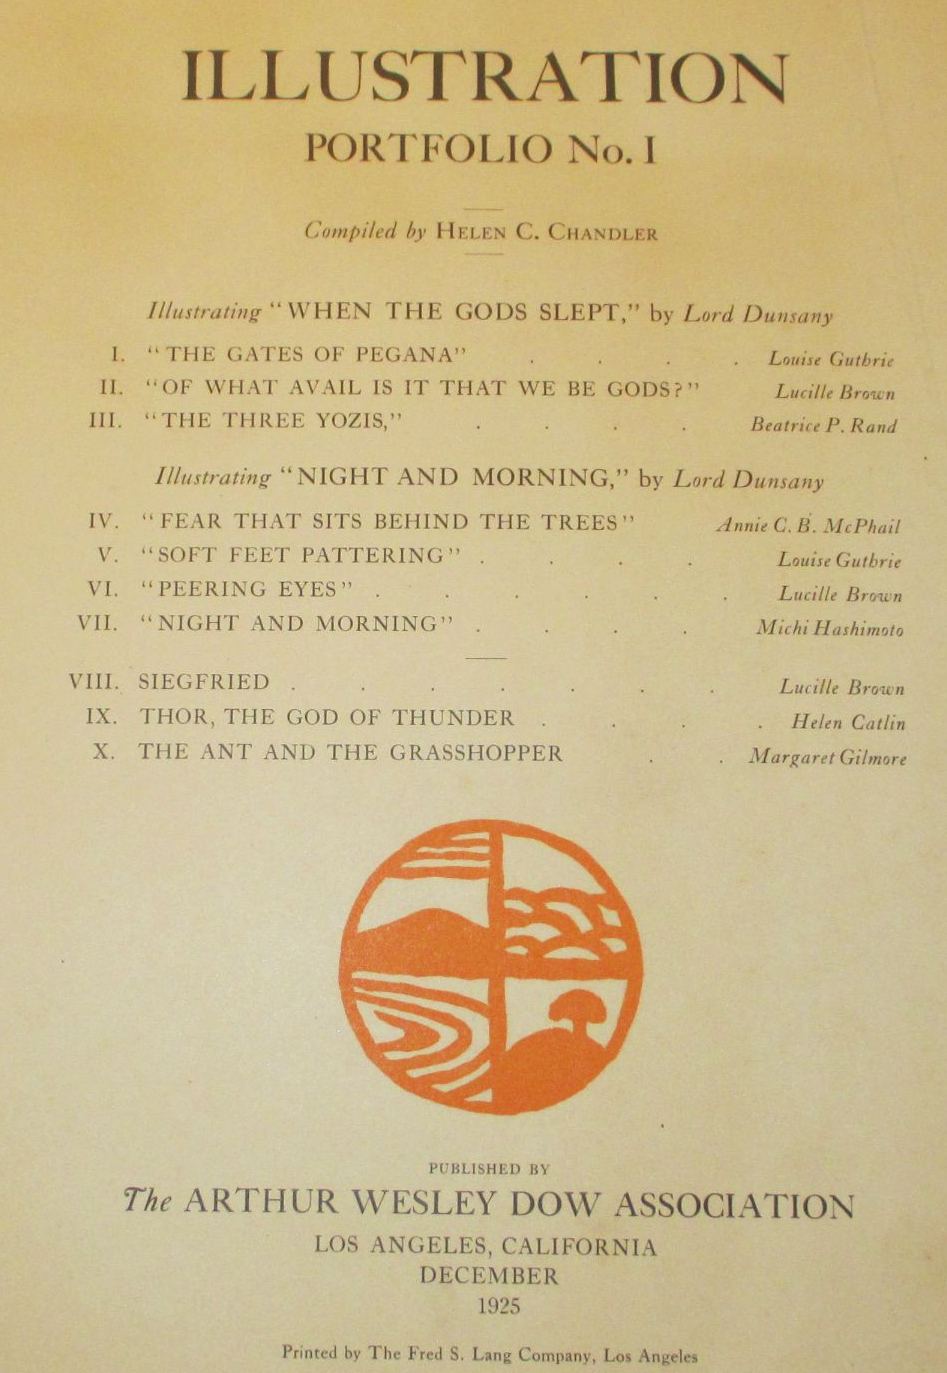 ILLUSTRATION
PORTFOLIO No. I
Compiled by HELEN C. CHANDLER
Illustrating "WHEN THE GODS SLEPT," by Lord Dunsany
I. "THE GATES OF PEGANA" . . . . Louise Guthrie
II. "OF WHAT AVAIL IS IT THAT WE BE GODS?" Lucille Brown
III. "THE THREE YOZIS," . . . . Beatrice P. Rand
Illustrating "NIGHT AND MORNING," by Lord Dunsany
IV. "FEAR THAT SITS BEHIND THE TREES" Annie C. B. McPhail
V. "SOFT FEET PATTERING" . . . . Louise Guthrie
VI. "PEERING EYES" . . . . . . Lucille Brown
VII. "NIGHT AND MORNING" . . . . Michi Hashimoto
VIII. SIEGFRIED . . . . . . . Lucille Brown
IX. THOR, THE GOD OF THUNDER . . . . Helen Catlin
X. THE ANT AND THE GRASSHOPPER . . Margaret Gilmore
PUBLISHED BY
The ARTHUR WESLEY DOW ASSOCIATION
LOS ANGELES, CALIFORNIA
DECEMBER
1925
Printed by The Fred S. Lang Company, Los Angeles